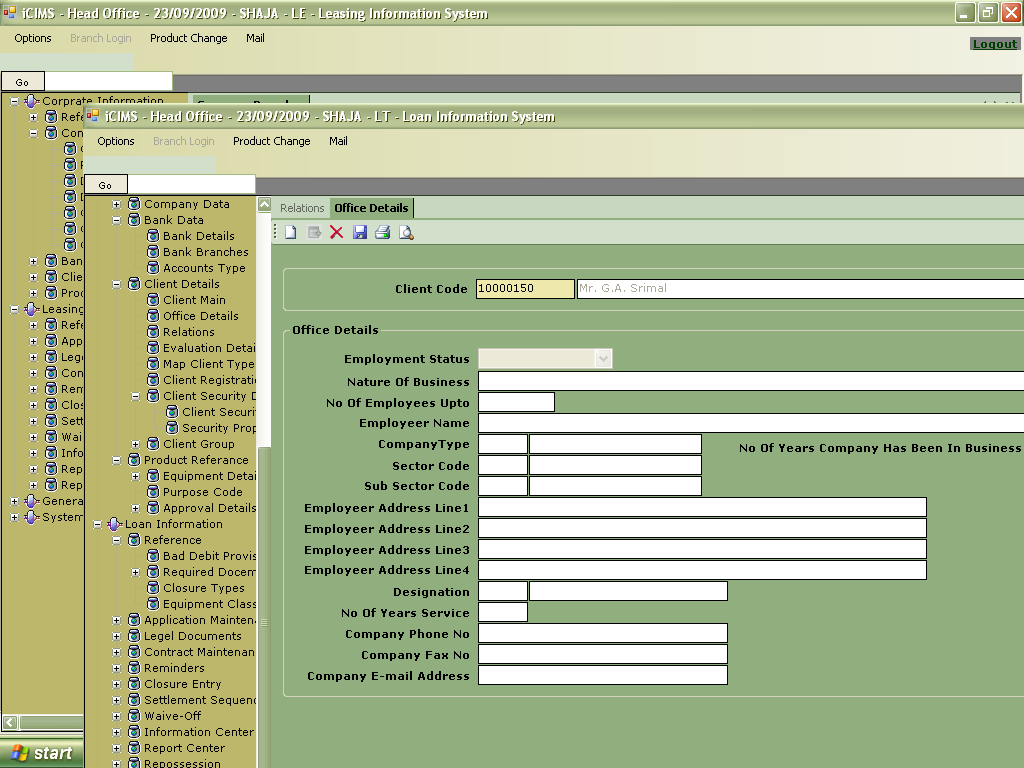 iCIMS - Head Office - 23/09/2009 - SHAJA - LE - Leasing Information System
Options Branch Login Product Change Mail
Logout
Go
Corprate Information
Refe
Con
Ban
Clie
Proc
Leasing
Refe
App
Lege
Con
Rem
Clos
Sett
Wai
Info
Rep
Rep
Genera
System
start
iCIMS - Head Office - 23/09/2009 - SHAJA - LT - Loan Information System
Options Branch Login Product Change Mail
Go
Company Data
Bank Data
Bank Details
Bank Branches
Accounts Type
Client Details
Client Main
Office Details
Relations
Evaluation Detai
Map Client Type
Client Registrati
Client Security D
Client Securi
Security Prop
Client Group
Product Referance
Equipment Detai
Purpose Code
Approval Details
Loan Information
Reference
Bad Debit Provis
Required Docem
Closure Types
Equipment Class
Application Mainten
Legel Documents
Contract Maintenan
Reminders
Closure Entry
Settlement Sequenc
Waive-Off
Information Center
Report Center
Repossession
Relations Office Details
Client Code 10000150 Mr. G.A. Srimal
Office Details
Employment Status
Nature Of Business
No Of Employees Upto
Employeer Name
CompanyType No Of Years Company Has Been In Business
Sector Code
Sub Sector Code
Employeer Address Line1
Employeer Address Line2
Employeer Address Line3
Employeer Address Line4
Designation
No Of Years Service
Company Phone No
Company Fax No
Company E-mail Address